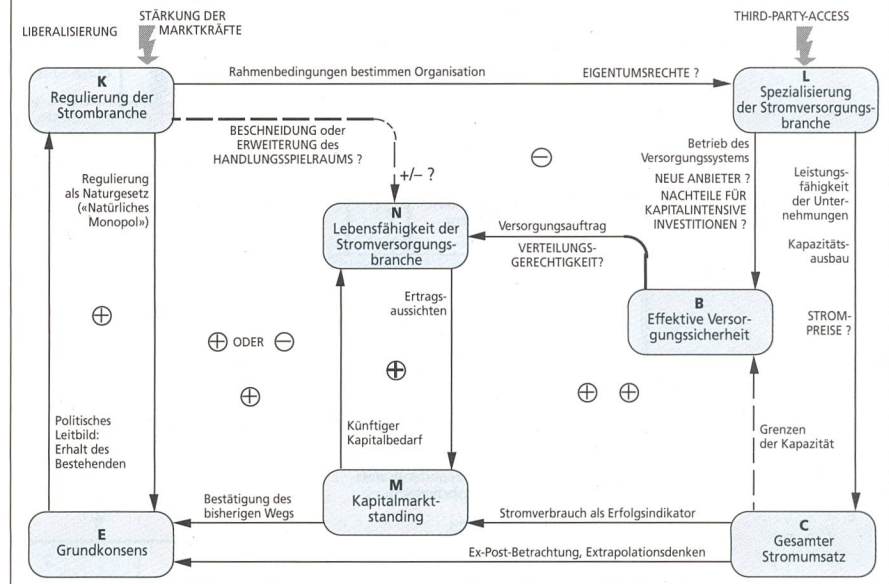 LIBERALISIERUNG
STÄRKUNG DER
MARKTKRÄFTE
THIRD-PARTY-ACCESS
K
Regulierung der
Strombranche
Rahmenbedingungen bestimmen Organisation
EIGENTUMSRECHTE ?
L
Spezialisierung
der Stromversorgungs-
branche
BESCHNEIDUNG oder
ERWEITERUNG des
HANDLUNGSSPIELRAUMS ?
+/– ?
Regulierung
als Naturgesetz
(«Natürliches
Monopol»)
N
Lebensfähigkeit der
Stromversorgungs-
branche
Versorgungsauftrag
VERTEILUNGS-
GERECHTIGKEIT?
Betrieb des
Versorgungssystems
NEUE ANBIETER ?
NACHTEILE FÜR
KAPITALINTENSIVE
INVESTITIONEN ?
Leistungs-
fähigkeit
der Unter-
nehmungen
Kapazitäts-
ausbau
STROM-
PREISE ?
B
Effektive Versor-
gungssicherheit
Ertrags-
aussichten
⊖
⊕
⊕ ODER ⊖
⊕
⊕
⊕ ⊕
Politisches
Leitbild:
Erhalt des
Bestehenden
Künftiger
Kapitalbedarf
Grenzen
der Kapazität
M
Kapitalmarkt-
standing
Bestätigung des
bisherigen Wegs
Stromverbrauch als Erfolgsindikator
E
Grundkonsens
Ex-Post-Betrachtung, Extrapolationsdenken
C
Gesamter
Stromumsatz